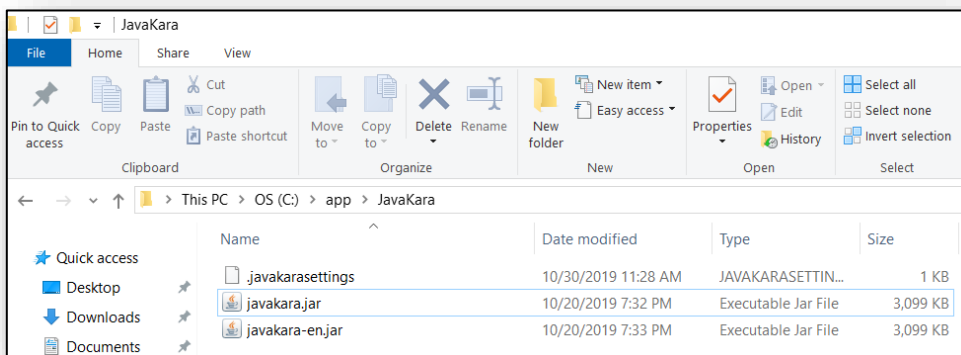 JavaKara
File Home Share View
Pin to Quick access
Copy
Paste
Cut
Copy path
Paste shortcut
Clipboard
Move to
Copy to
Delete
Rename
Organize
New folder
New item
Easy access
New
Properties
Open
Edit
History
Open
Select all
Select none
Invert selection
Select
This PC > OS (C:) > app > JavaKara
Quick access
Desktop
Downloads
Documents
Name Date modified Type Size
.javakarasettings 10/30/2019 11:28 AM JAVAKARASETTIN... 1 KB
javakara.jar 10/20/2019 7:32 PM Executable Jar File 3,099 KB
javakara-en.jar 10/20/2019 7:33 PM Executable Jar File 3,099 KB